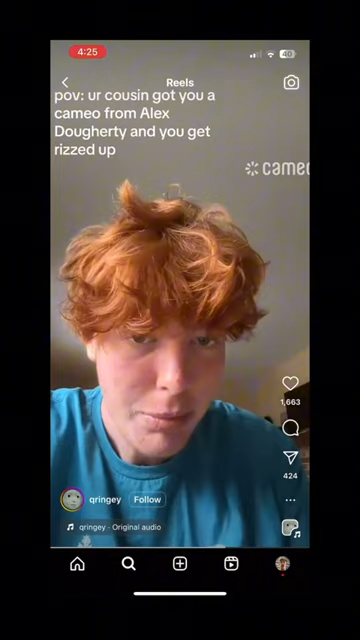 4:25
40
Reels
pov: ur cousin got you a
cameo from Alex
Dougherty and you get
rizzed up
cameo
1,663
424
qringey
Follow
qringey · Original audio